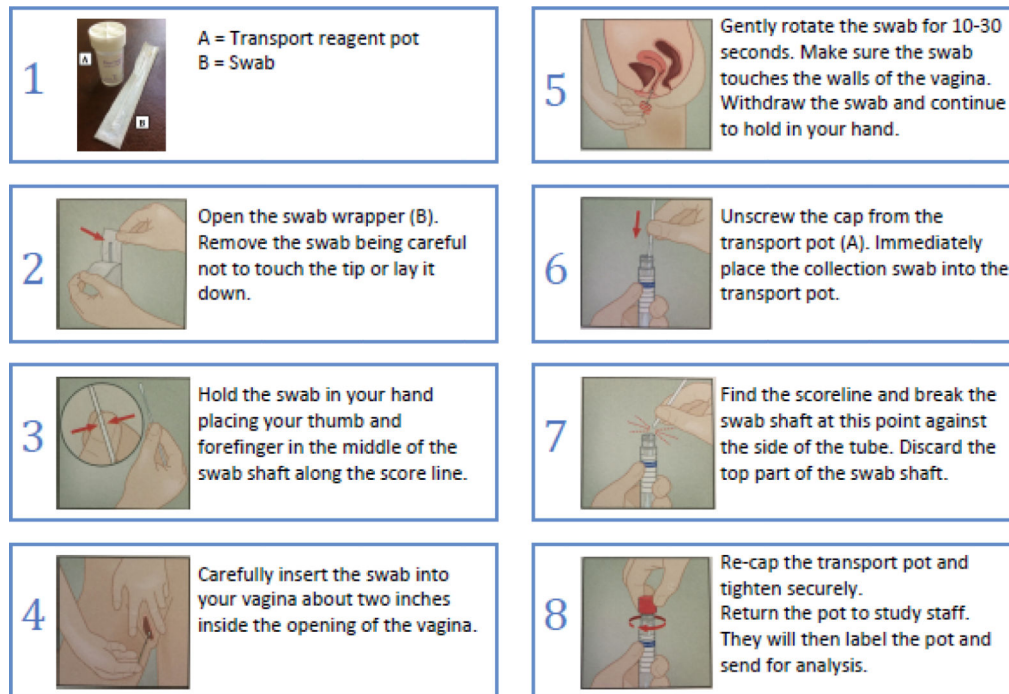 1
A
B
A = Transport reagent pot
B = Swab
2
Open the swab wrapper (B).
Remove the swab being careful
not to touch the tip or lay it
down.
3
Hold the swab in your hand
placing your thumb and
forefinger in the middle of the
swab shaft along the score line.
4
Carefully insert the swab into
your vagina about two inches
inside the opening of the vagina.
5
Gently rotate the swab for 10-30
seconds. Make sure the swab
touches the walls of the vagina.
Withdraw the swab and continue
to hold in your hand.
6
Unscrew the cap from the
transport pot (A). Immediately
place the collection swab into the
transport pot.
7
Find the scoreline and break the
swab shaft at this point against
the side of the tube. Discard the
top part of the swab shaft.
8
Re-cap the transport pot and
tighten securely.
Return the pot to study staff.
They will then label the pot and
send for analysis.